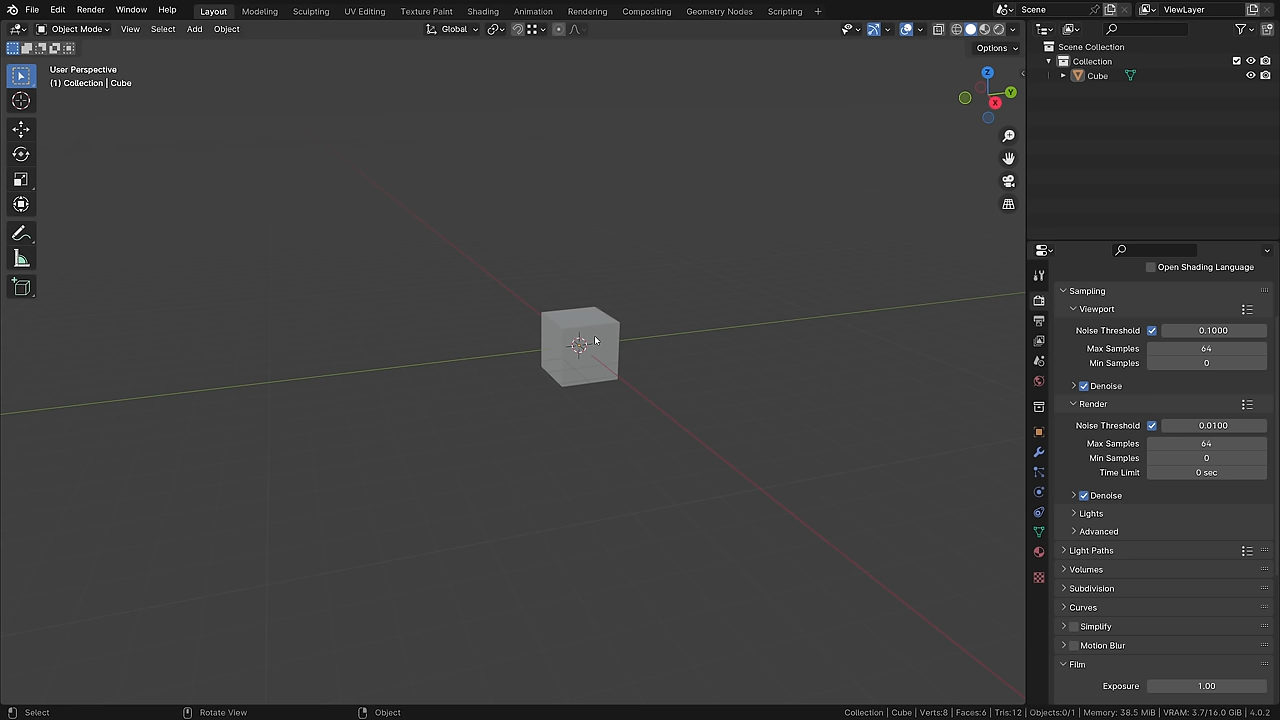 File Edit Render Window Help Layout Modeling Sculpting UV Editing Texture Paint Shading Animation Rendering Compositing Geometry Nodes Scripting + Scene ViewLayer
Object Mode View Select Add Object Global
Options
User Perspective
(1) Collection | Cube
Z
Y
X
Scene Collection
Collection
Cube
Open Shading Language
Sampling
Viewport
Noise Threshold 0.1000
Max Samples 64
Min Samples 0
Denoise
Render
Noise Threshold 0.0100
Max Samples 64
Min Samples 0
Time Limit 0 sec
Denoise
Lights
Advanced
Light Paths
Volumes
Subdivision
Curves
Simplify
Motion Blur
Film
Exposure 1.00
Select Rotate View Object Collection | Cube | Verts:8 | Faces:6 | Tris:12 | Objects:0/1 | Memory: 38.5 MiB | VRAM: 3.7/16.0 GiB | 4.0.2